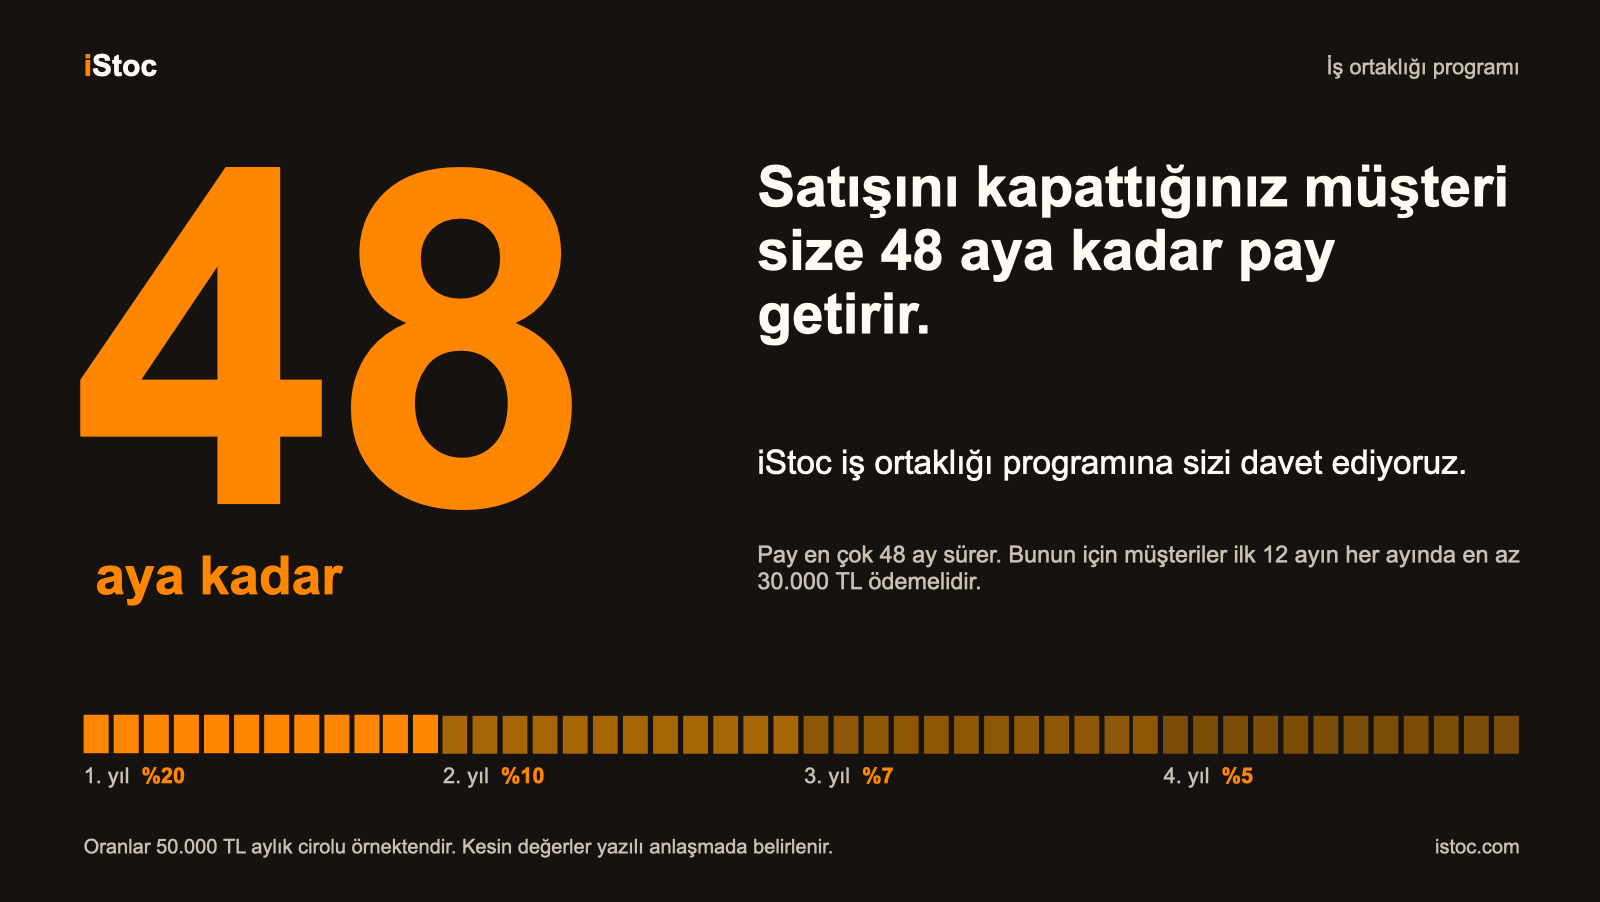 iStoc
İş ortaklığı programı
48
aya kadar
Satışını kapattığınız müşteri
size 48 aya kadar pay
getirir.
iStoc iş ortaklığı programına sizi davet ediyoruz.
Pay en çok 48 ay sürer. Bunun için müşteriler ilk 12 ayın her ayında en az
30.000 TL ödemelidir.
1. yıl %20
2. yıl %10
3. yıl %7
4. yıl %5
Oranlar 50.000 TL aylık cirolu örnektendir. Kesin değerler yazılı anlaşmada belirlenir.
istoc.com